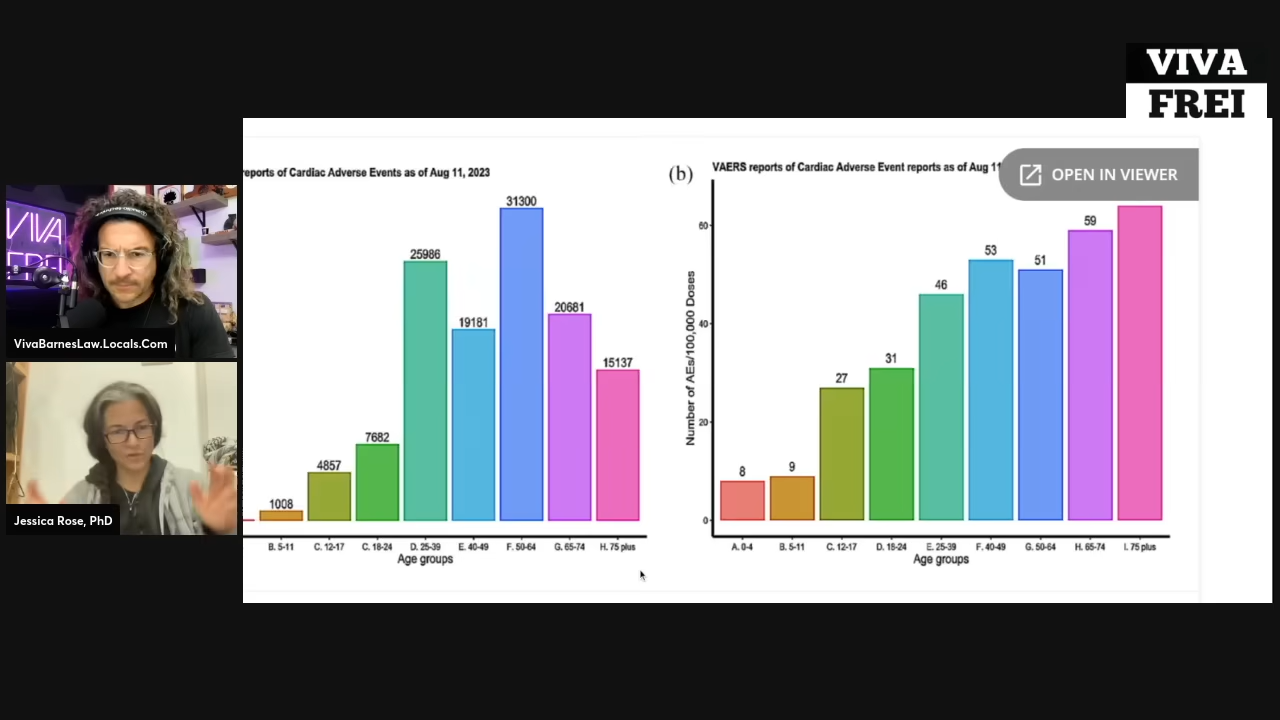 VIVA
FREI
VIVA
FREI
VivaBarnesLaw.Locals.Com
Jessica Rose, PhD
reports of Cardiac Adverse Events as of Aug 11, 2023
1008
4857
7682
25986
19181
31300
20681
15137
B. 5-11
C. 12-17
C. 18-24
D. 25-39
E. 40-49
F. 50-64
G. 65-74
H. 75 plus
Age groups
(b)
VAERS reports of Cardiac Adverse Event reports as of Aug 11
OPEN IN VIEWER
Number of AEs/100,000 Doses
60
40
20
0
8
9
27
31
46
53
51
59
A. 0-4
B. 5-11
C. 12-17
D. 18-24
E. 25-39
F. 40-49
G. 50-64
H. 65-74
I. 75 plus
Age groups